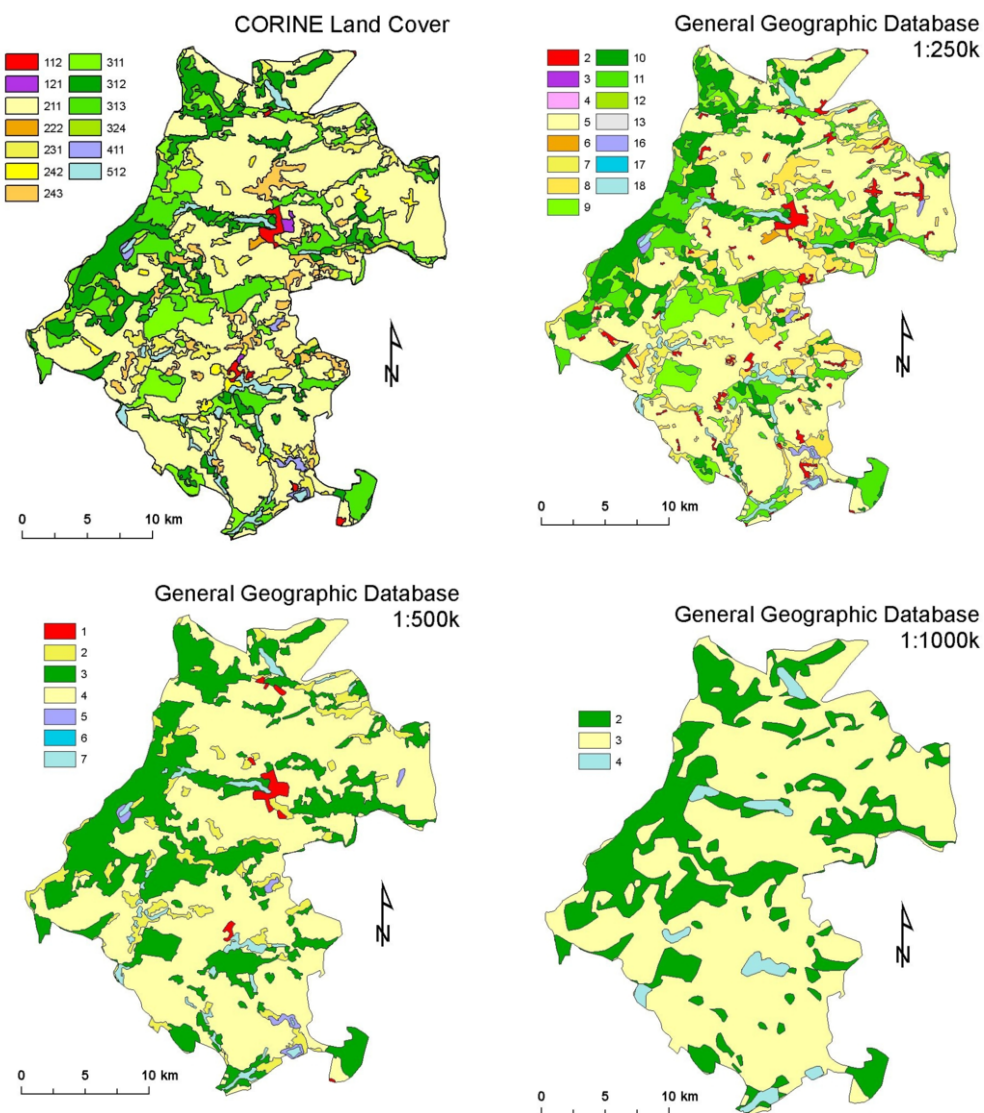 CORINE Land Cover
112 311
121 312
211 313
222 324
231 411
242 512
243
N
0 5 10 km
General Geographic Database
1:250k
2 10
3 11
4 12
5 13
6 16
7 17
8 18
9
N
0 5 10 km
General Geographic Database
1:500k
1
2
3
4
5
6
7
N
0 5 10 km
General Geographic Database
1:1000k
2
3
4
N
0 5 10 km